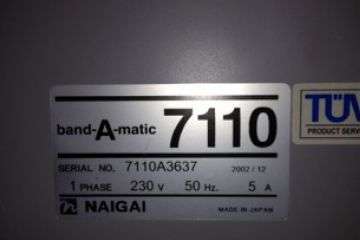 band-A-matic 7110
SERIAL NO. 7110A3637 2002/12
1 PHASE 230 V 50 Hz. 5 A
NAIGAI MADE IN JAPAN
TÜV
PRODUCT